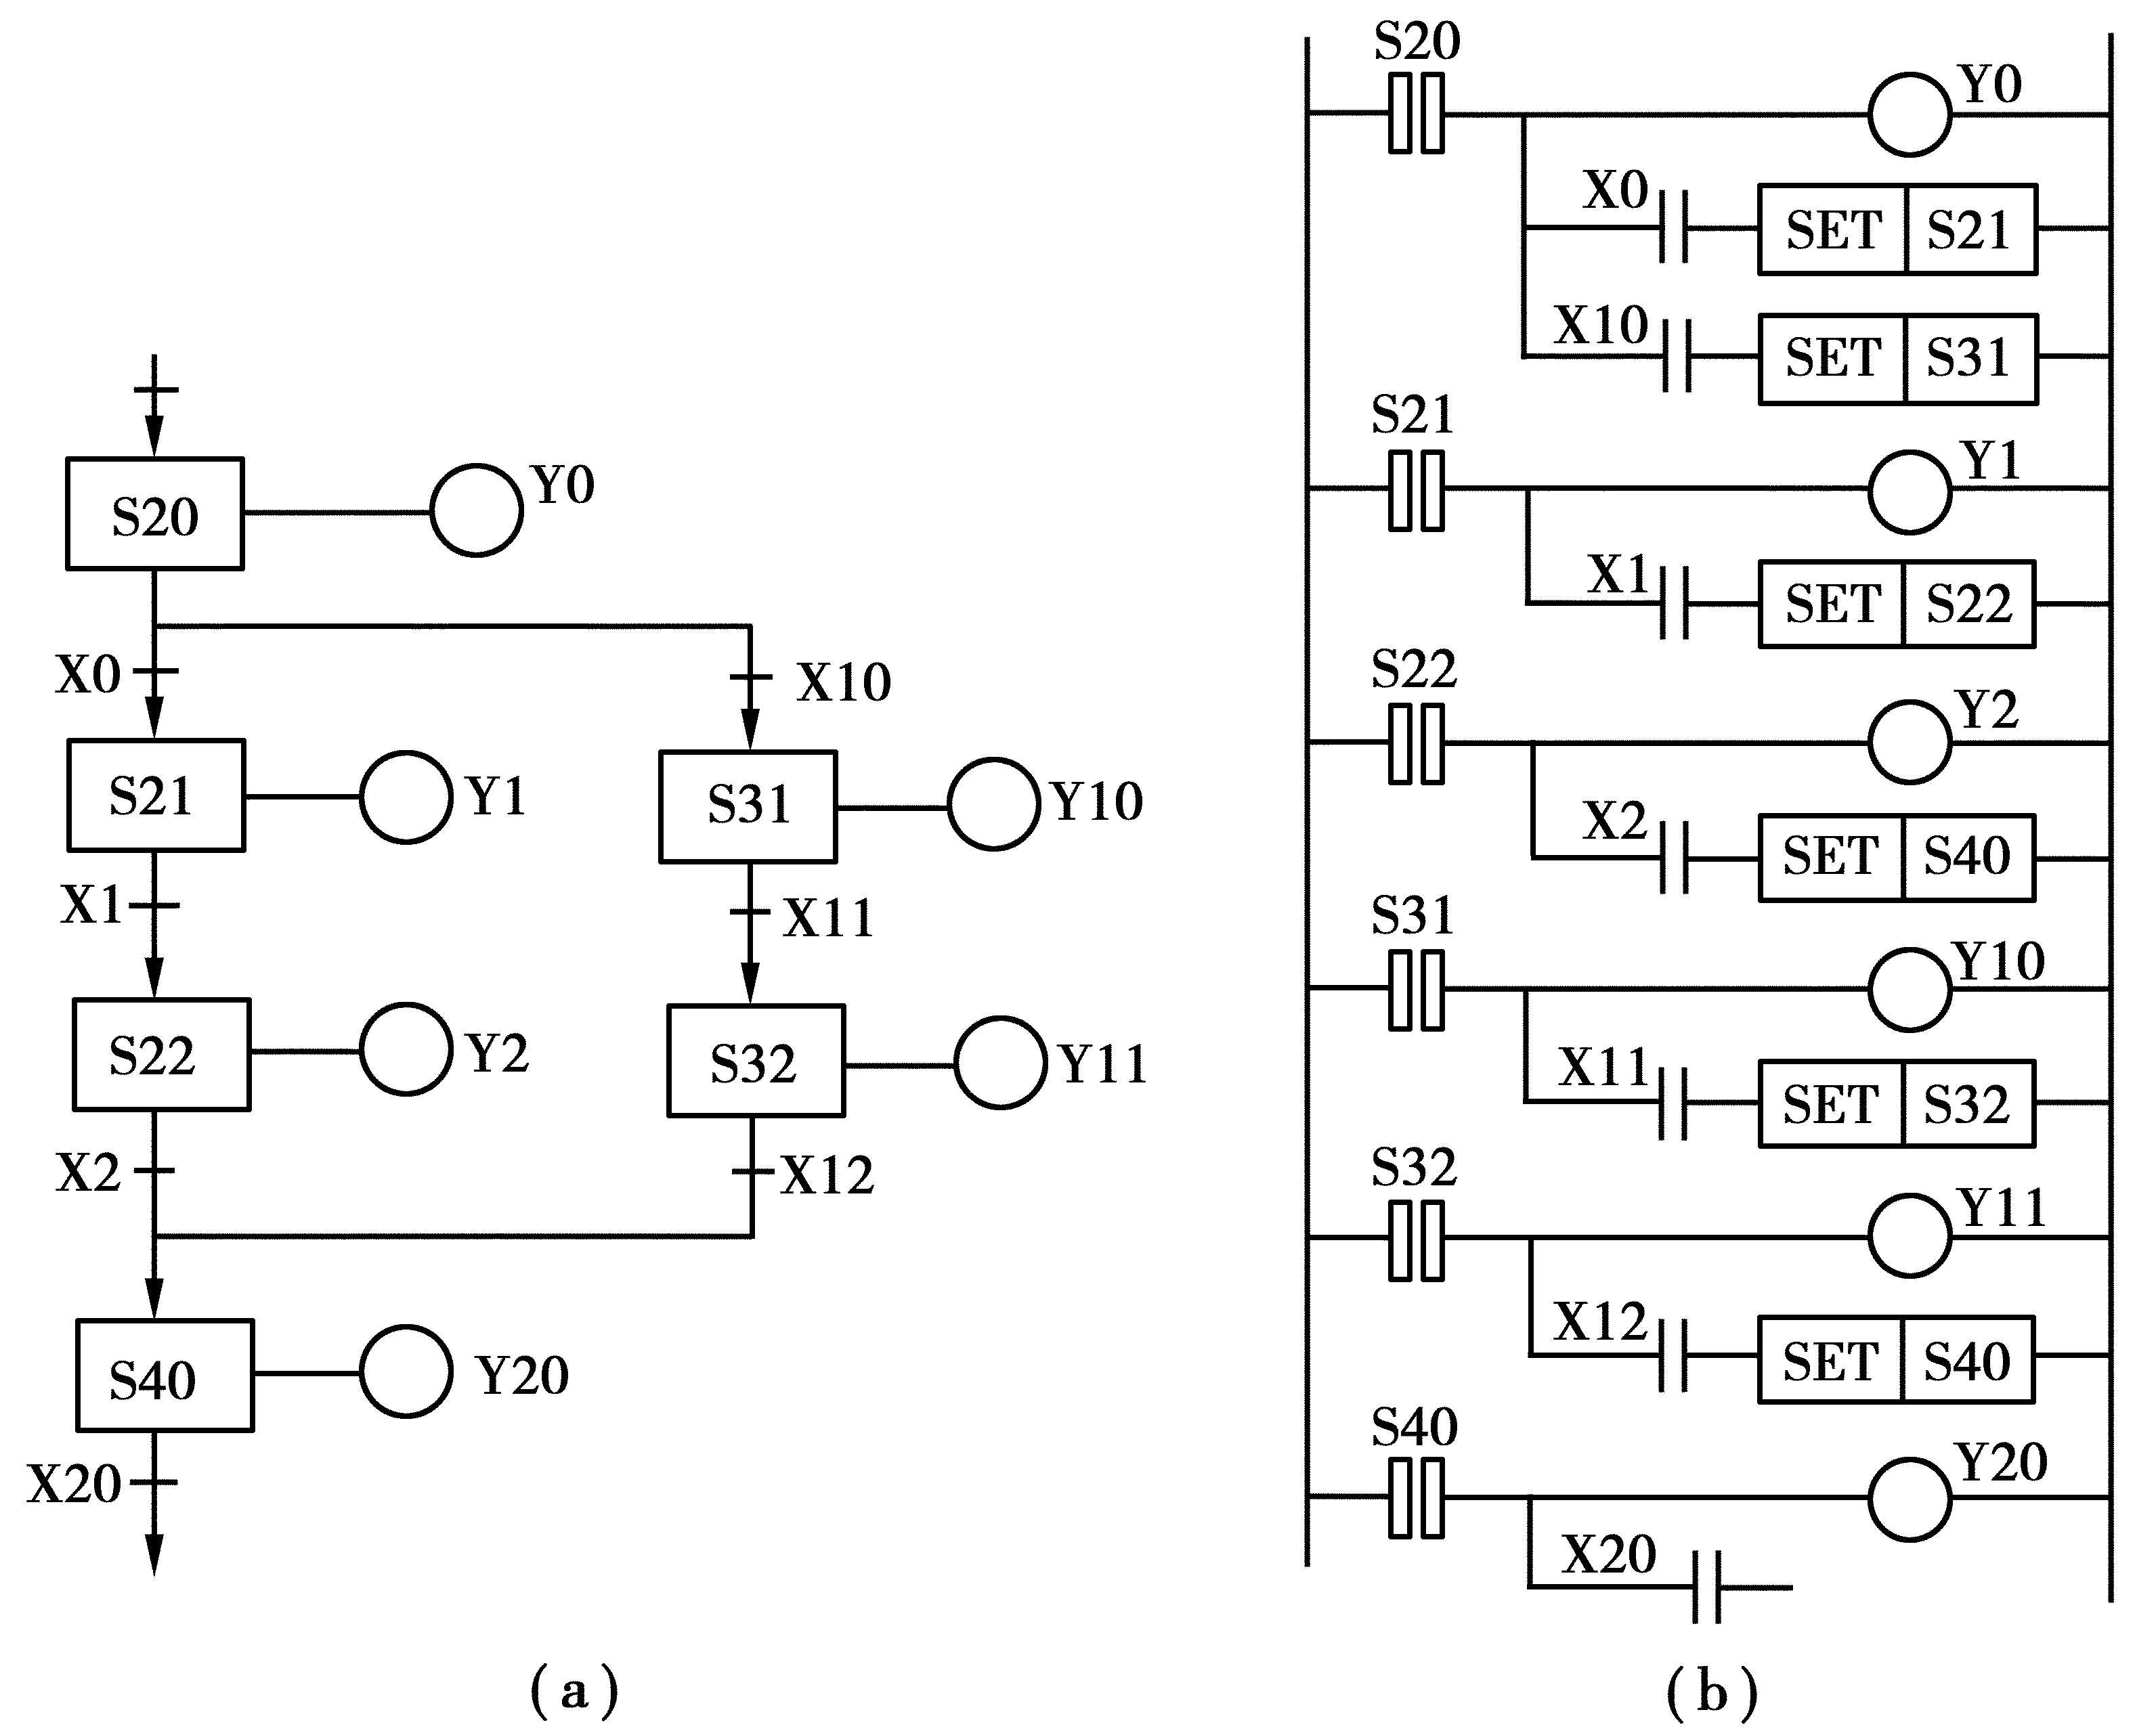 S20
Y0
X0
X10
S21
Y1
S31
Y10
X1
X11
S22
Y2
S32
Y11
X2
X12
S40
Y20
X20
(a)
S20
Y0
X0
SET S21
X10
SET S31
S21
Y1
X1
SET S22
S22
Y2
X2
SET S40
S31
Y10
X11
SET S32
S32
Y11
X12
SET S40
S40
Y20
X20
(b)